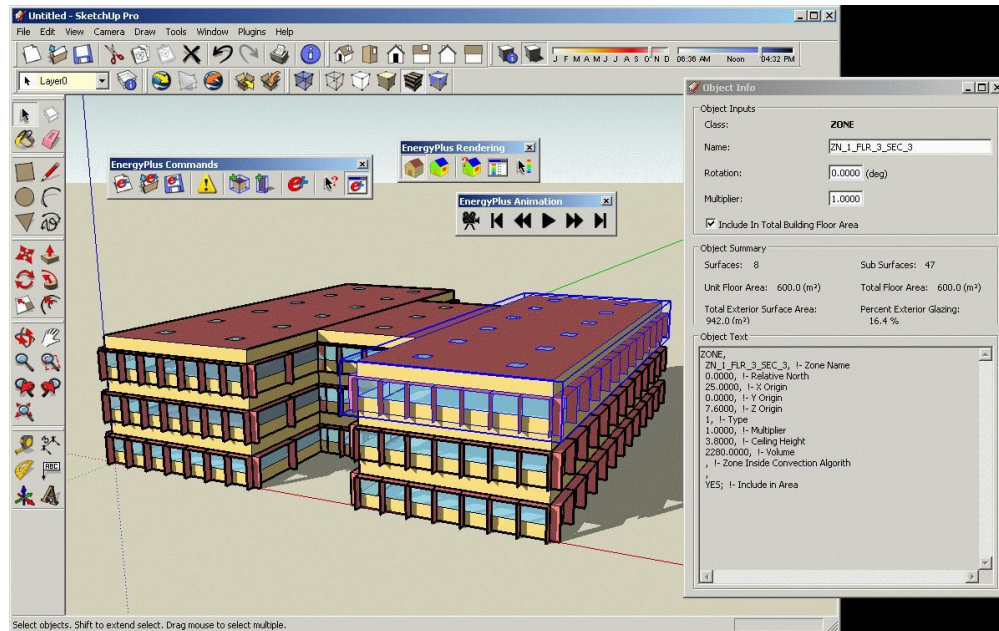 Untitled - SketchUp Pro
File Edit View Camera Draw Tools Window Plugins Help
Layer0
J F M A M J J A S O N D 06:36 AM Noon 04:32 PM
EnergyPlus Commands
EnergyPlus Rendering
EnergyPlus Animation
ABC
Object Info
Object Inputs
Class: ZONE
Name: ZN_1_FLR_3_SEC_3
Rotation: 0.0000 (deg)
Multiplier: 1.0000
Include In Total Building Floor Area
Object Summary
Surfaces: 8 Sub Surfaces: 47
Unit Floor Area: 600.0 (m²) Total Floor Area: 600.0 (m²)
Total Exterior Surface Area: Percent Exterior Glazing:
942.0 (m²) 16.4 %
Object Text
ZONE,
ZN_1_FLR_3_SEC_3, !- Zone Name
0.0000, !- Relative North
25.0000, !- X Origin
0.0000, !- Y Origin
7.6000, !- Z Origin
1, !- Type
1.0000, !- Multiplier
3.8000, !- Ceiling Height
2280.0000, !- Volume
, !- Zone Inside Convection Algorith
,
YES; !- Include in Area
Select objects. Shift to extend select. Drag mouse to select multiple.